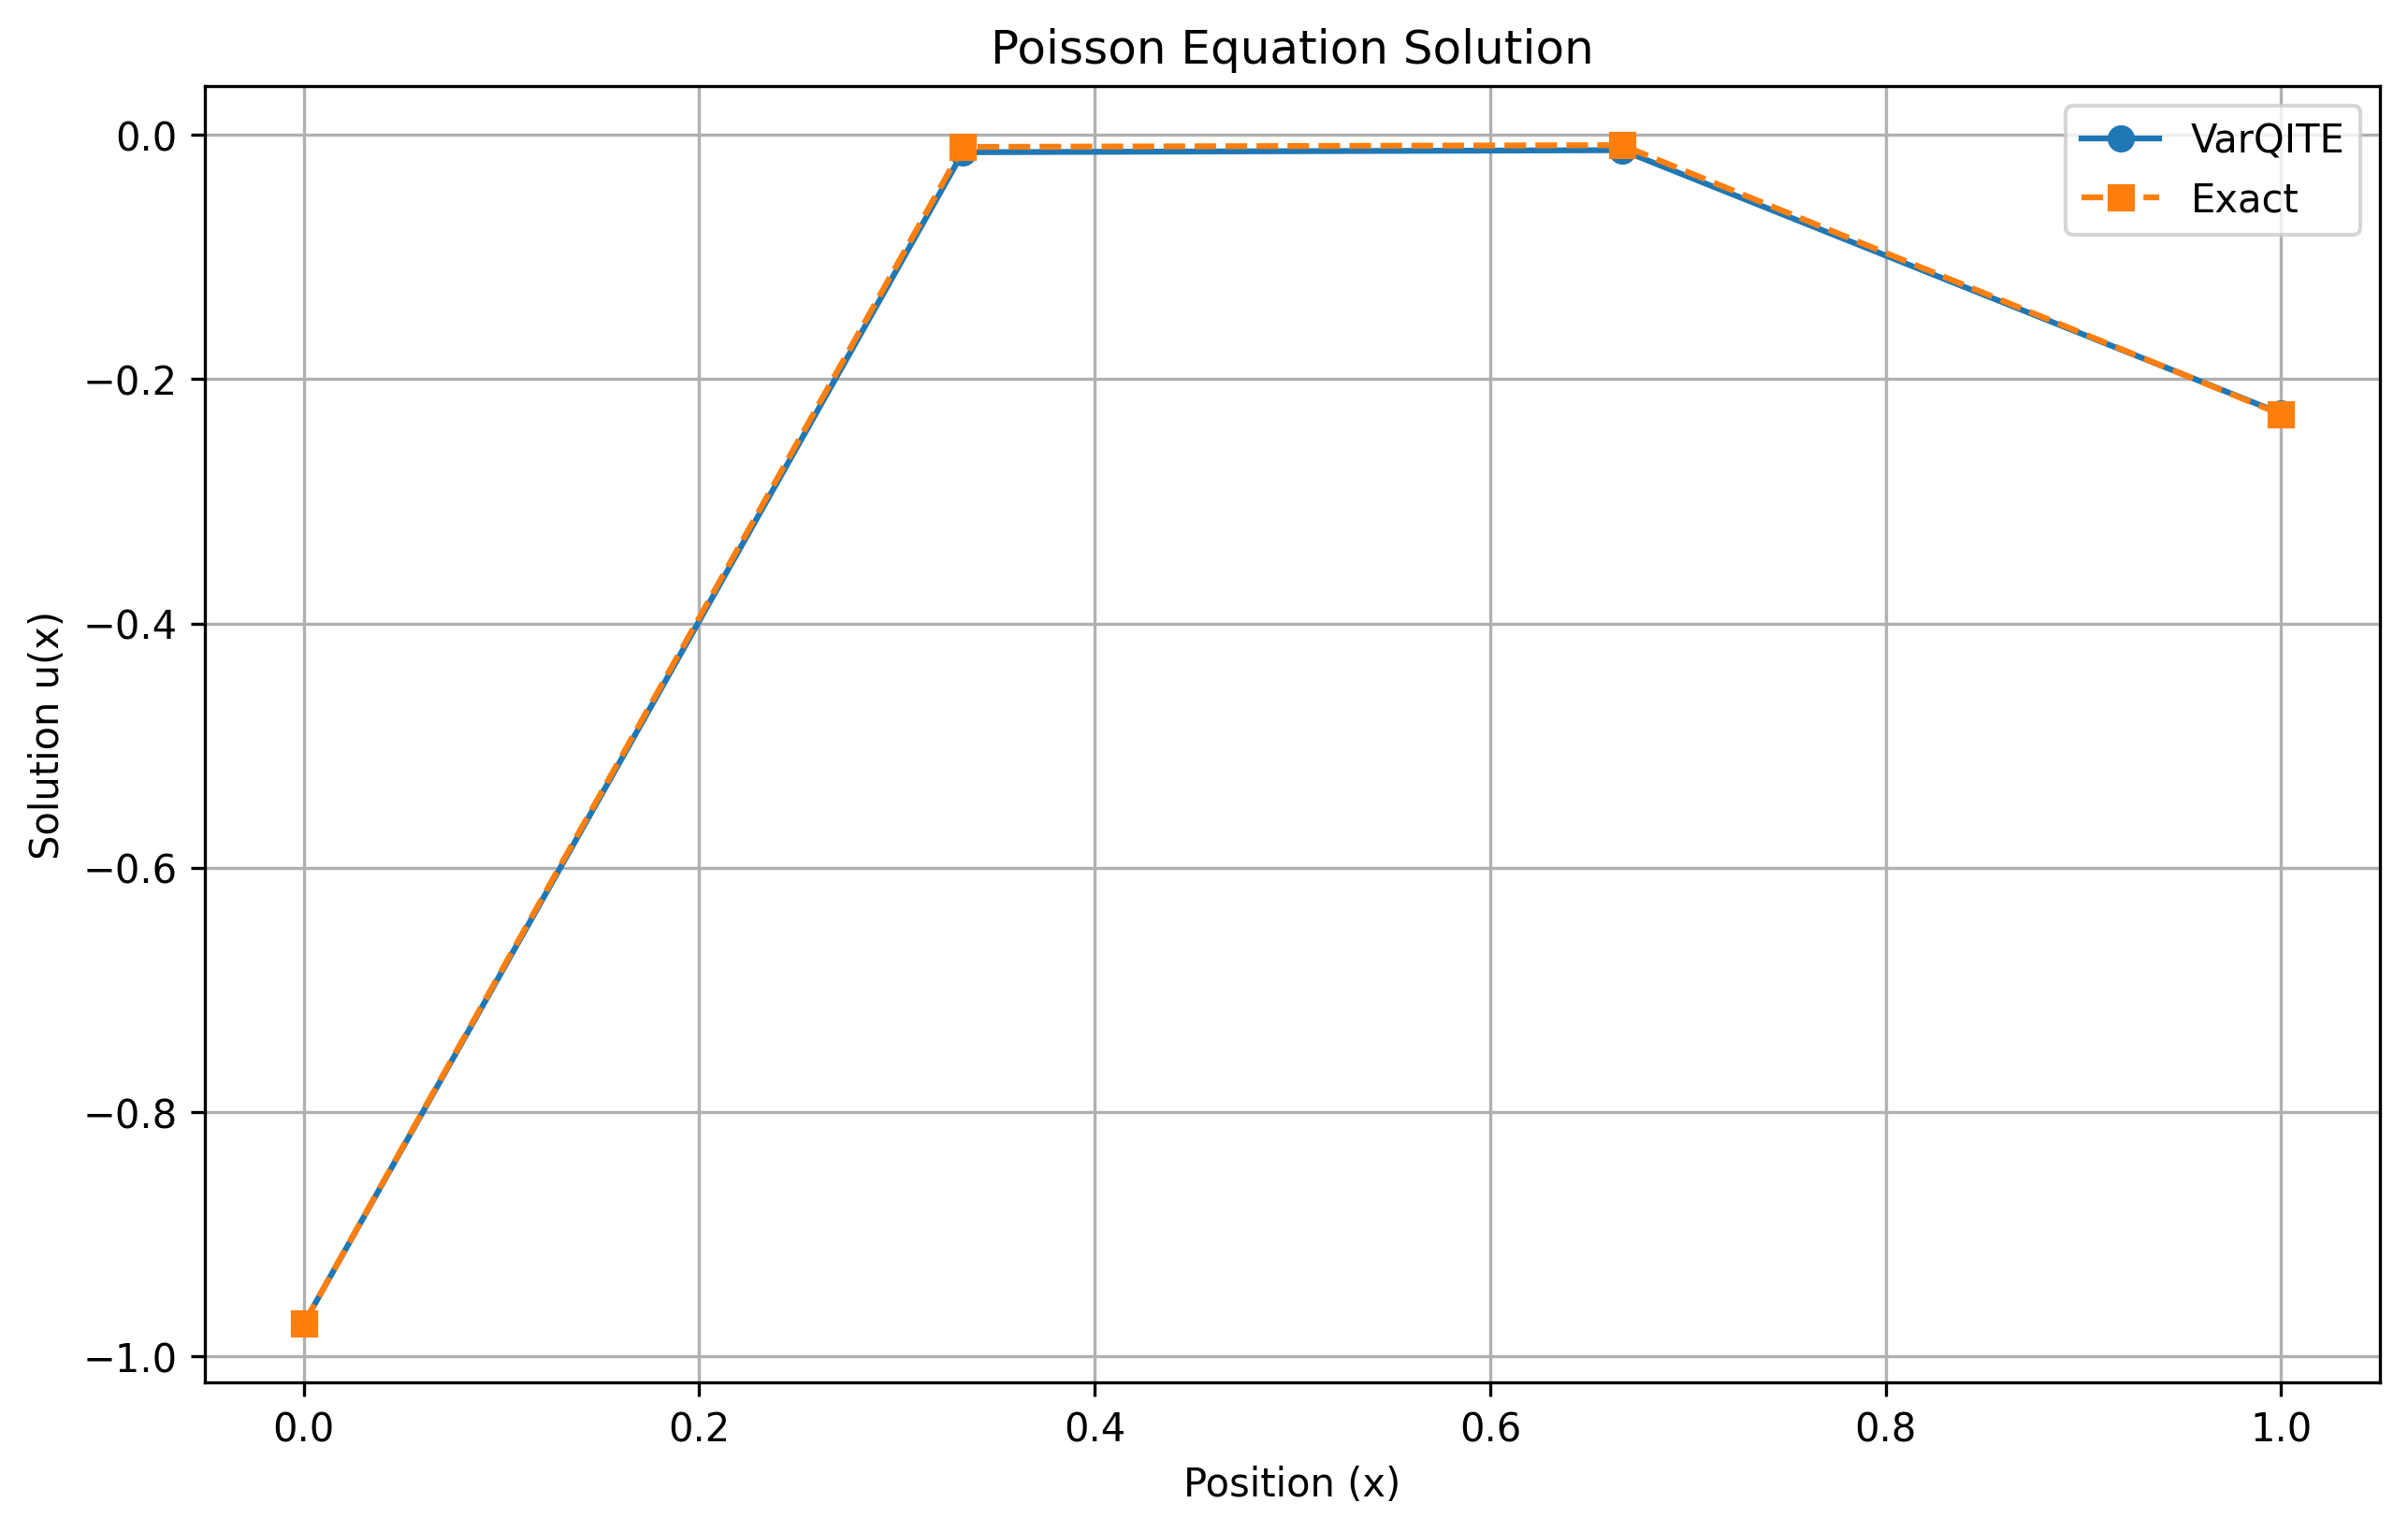 Poisson Equation Solution
VarQITE
Exact
Solution u(x)
0.0
−0.2
−0.4
−0.6
−0.8
−1.0
0.0 0.2 0.4 0.6 0.8 1.0
Position (x)